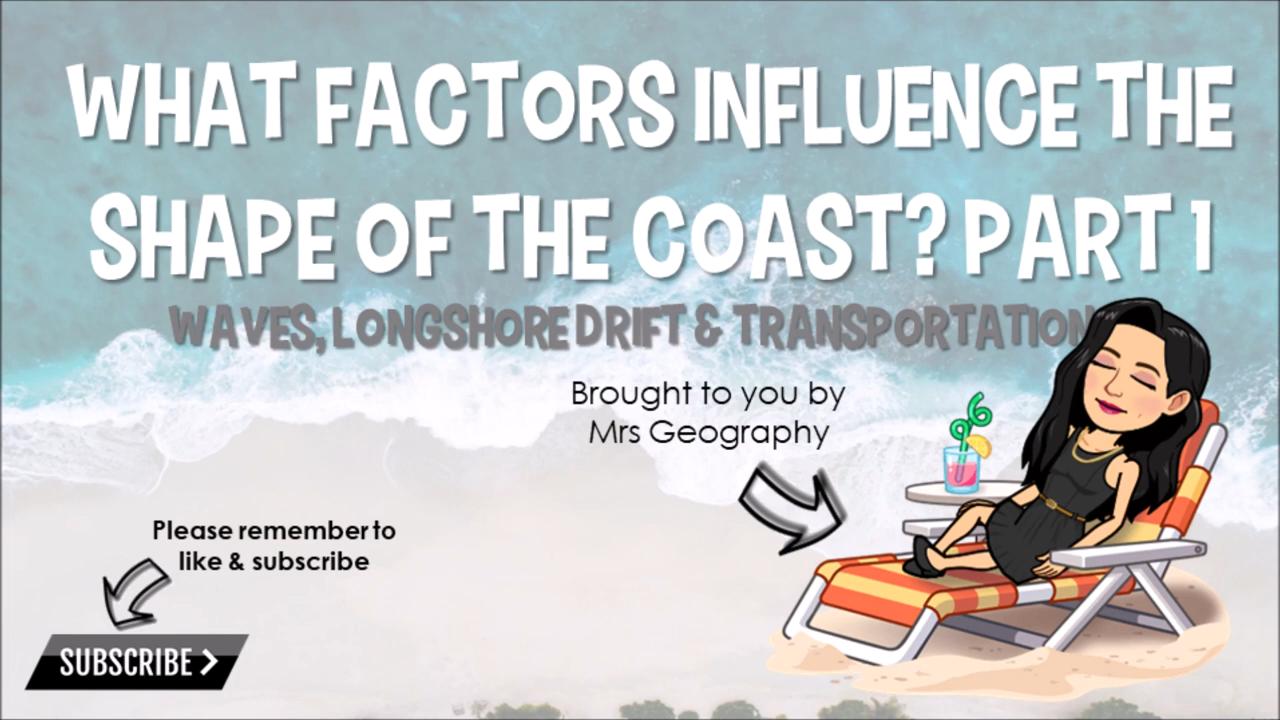 WHAT FACTORS INFLUENCE THE
SHAPE OF THE COAST? PART 1
WAVES, LONGSHORE DRIFT & TRANSPORTATION
Brought to you by
Mrs Geography
Please remember to
like & subscribe
SUBSCRIBE >